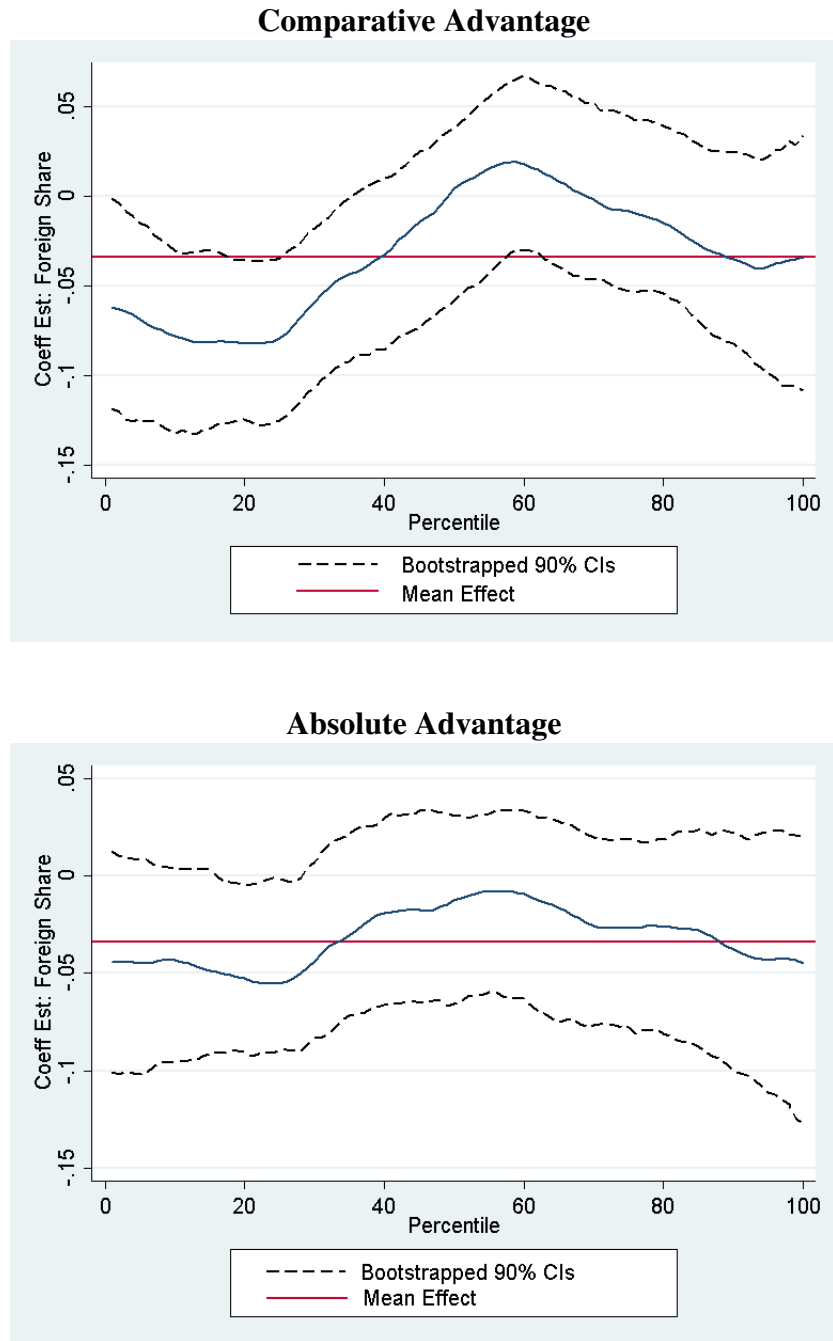 Comparative Advantage
Coeff Est: Foreign Share
.05
0
-.05
-.1
-.15
0 20 40 60 80 100
Percentile
Bootstrapped 90% CIs
Mean Effect
Absolute Advantage
Coeff Est: Foreign Share
.05
0
-.05
-.1
-.15
0 20 40 60 80 100
Percentile
Bootstrapped 90% CIs
Mean Effect